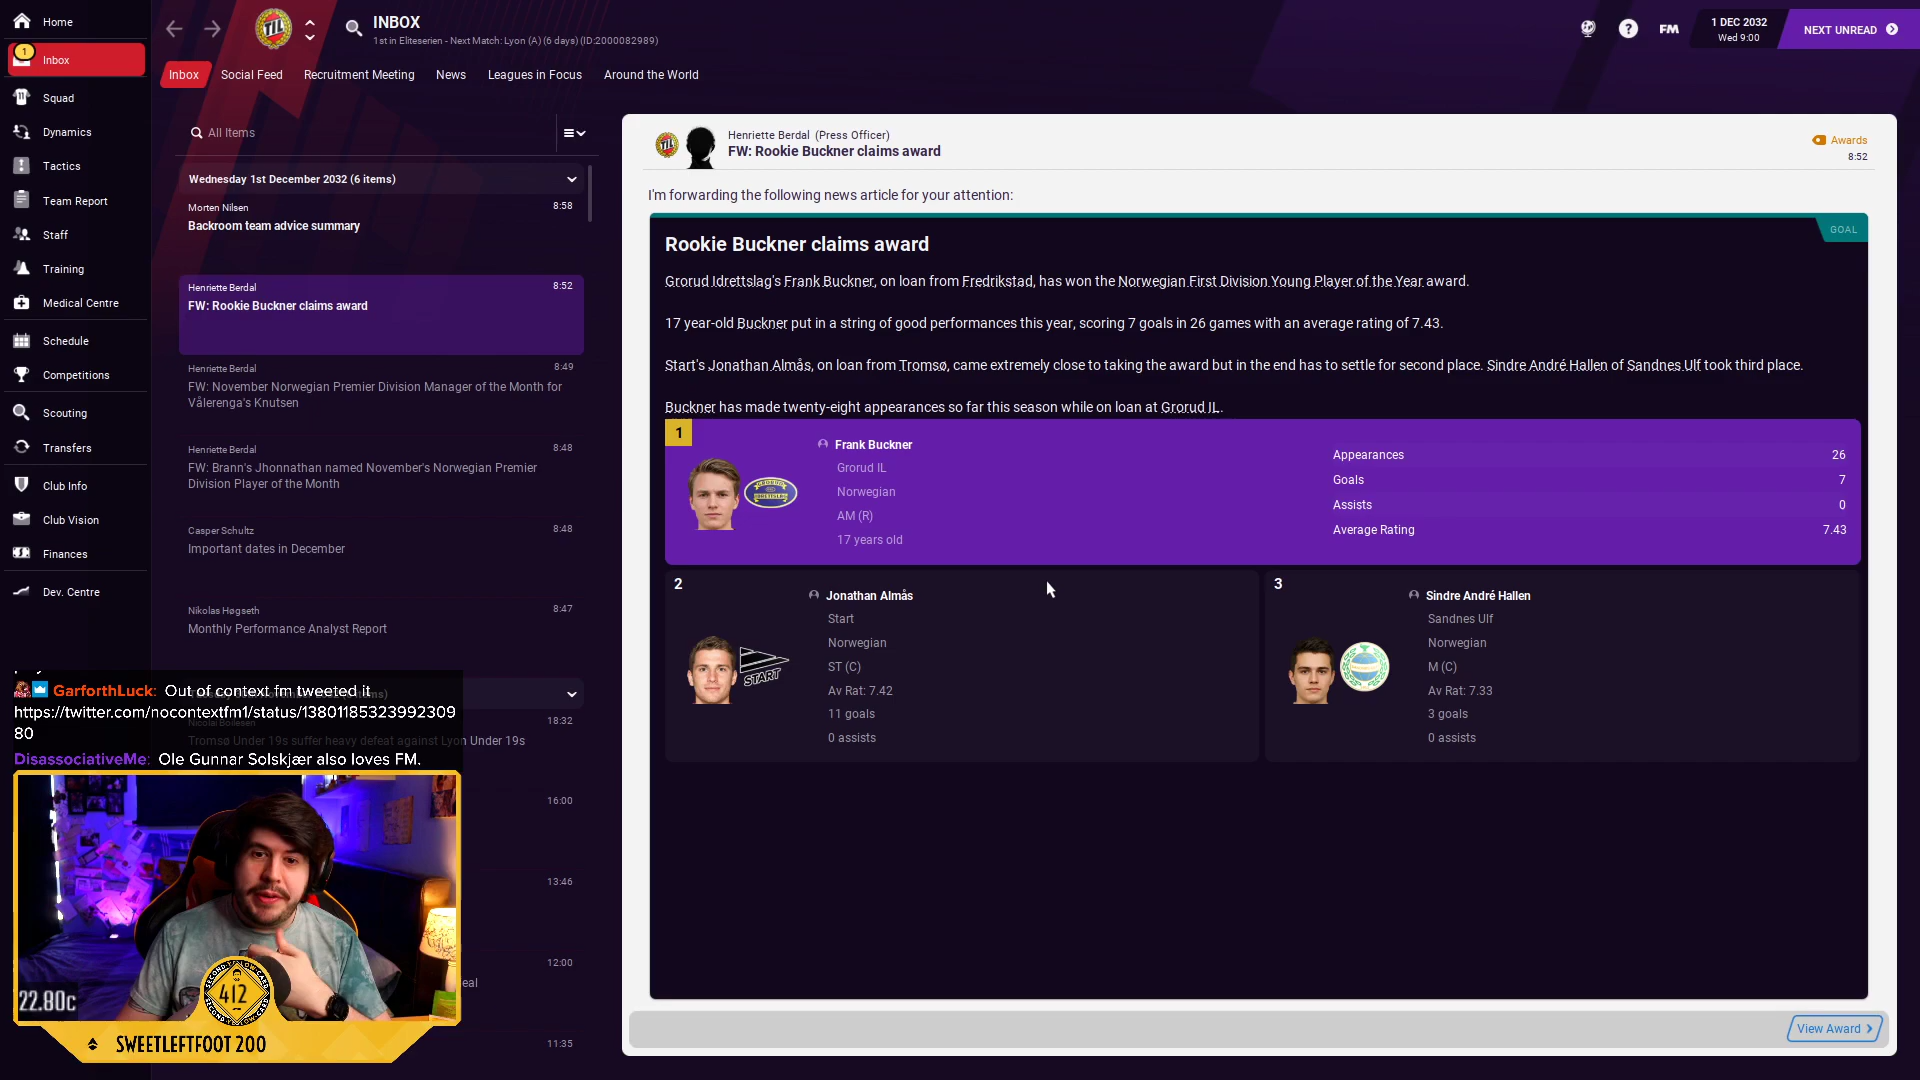 Home
1
Inbox
Squad
Dynamics
Tactics
Team Report
Staff
Training
Medical Centre
Schedule
Competitions
Scouting
Transfers
Club Info
Club Vision
Finances
Dev. Centre
TIL
INBOX
1st in Eliteserien - Next Match: Lyon (A) (6 days) (ID:2000082989)
?
FM
1 DEC 2032
Wed 9:00
NEXT UNREAD
Inbox
Social Feed
Recruitment Meeting
News
Leagues in Focus
Around the World
All Items
Wednesday 1st December 2032 (6 items)
Morten Nilsen
8:58
Backroom team advice summary
Henriette Berdal
8:52
FW: Rookie Buckner claims award
Henriette Berdal
8:49
FW: November Norwegian Premier Division Manager of the Month for
Vålerenga's Knutsen
Henriette Berdal
8:48
FW: Brann's Jhonnathan named November's Norwegian Premier
Division Player of the Month
Casper Schultz
8:48
Important dates in December
Nikolas Høgseth
8:47
Monthly Performance Analyst Report
GarforthLuck: Out of context fm tweeted it
https://twitter.com/nocontextfm1/status/13801185323992309
80
18:32
Tromsø Under 19s suffer heavy defeat against Lyon Under 19s
DisassociativeMe: Ole Gunnar Solskjær also loves FM.
16:00
13:46
12:00
eal
11:35
22.80c
SECOND YELLOW CARD
412
SWEETLEFTFOOT 200
TIL
Henriette Berdal (Press Officer)
FW: Rookie Buckner claims award
Awards
8:52
I'm forwarding the following news article for your attention:
GOAL
Rookie Buckner claims award
Grorud Idrettslag's Frank Buckner, on loan from Fredrikstad, has won the Norwegian First Division Young Player of the Year award.
17 year-old Buckner put in a string of good performances this year, scoring 7 goals in 26 games with an average rating of 7.43.
Start's Jonathan Almås, on loan from Tromsø, came extremely close to taking the award but in the end has to settle for second place. Sindre André Hallen of Sandnes Ulf took third place.
Buckner has made twenty-eight appearances so far this season while on loan at Grorud IL.
1
Frank Buckner
Grorud IL
Norwegian
AM (R)
17 years old
GRORUD
IDRETTSLAG
Appearances
26
Goals
7
Assists
0
Average Rating
7.43
2
Jonathan Almås
Start
Norwegian
ST (C)
Av Rat: 7.42
11 goals
0 assists
START
3
Sindre André Hallen
Sandnes Ulf
Norwegian
M (C)
Av Rat: 7.33
3 goals
0 assists
View Award